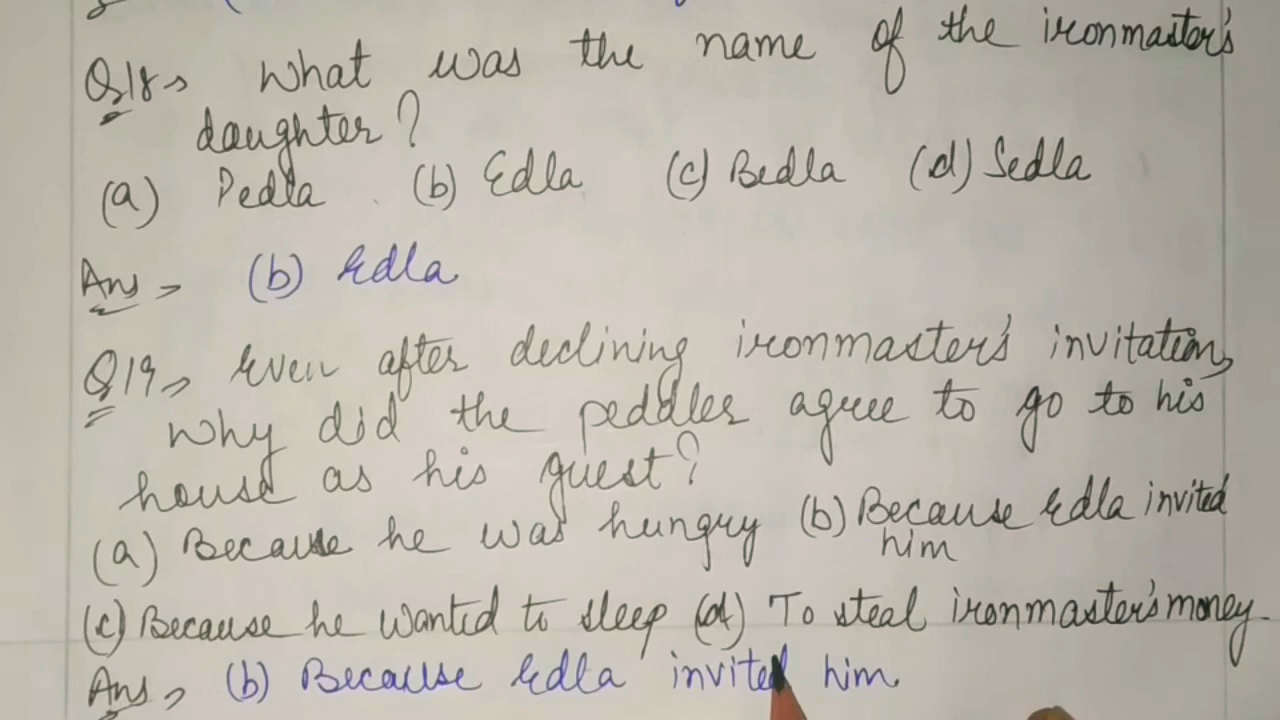 Q18→ What was the name of the ironmaster's
daughter?
(a) Pedla (b) Edla (c) Bedla (d) Sedla
Ans→ (b) Edla
Q19→ Even after declining ironmaster's invitation,
why did the peddler agree to go to his
house as his guest?
(a) Because he was hungry (b) Because Edla invited
him
(c) Because he wanted to sleep (d) To steal ironmaster's money.
Ans→ (b) Because Edla invited him.